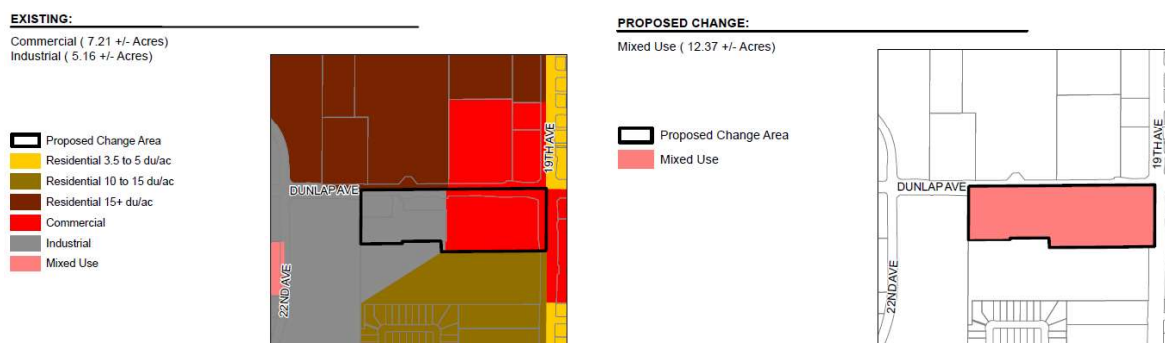 EXISTING:
Commercial ( 7.21 +/- Acres)
Industrial ( 5.16 +/- Acres)
Proposed Change Area
Residential 3.5 to 5 du/ac
Residential 10 to 15 du/ac
Residential 15+ du/ac
Commercial
Industrial
Mixed Use
DUNLAP AVE
19TH AVE
22ND AVE
PROPOSED CHANGE:
Mixed Use ( 12.37 +/- Acres)
Proposed Change Area
Mixed Use
DUNLAP AVE
19TH AVE
22ND AVE